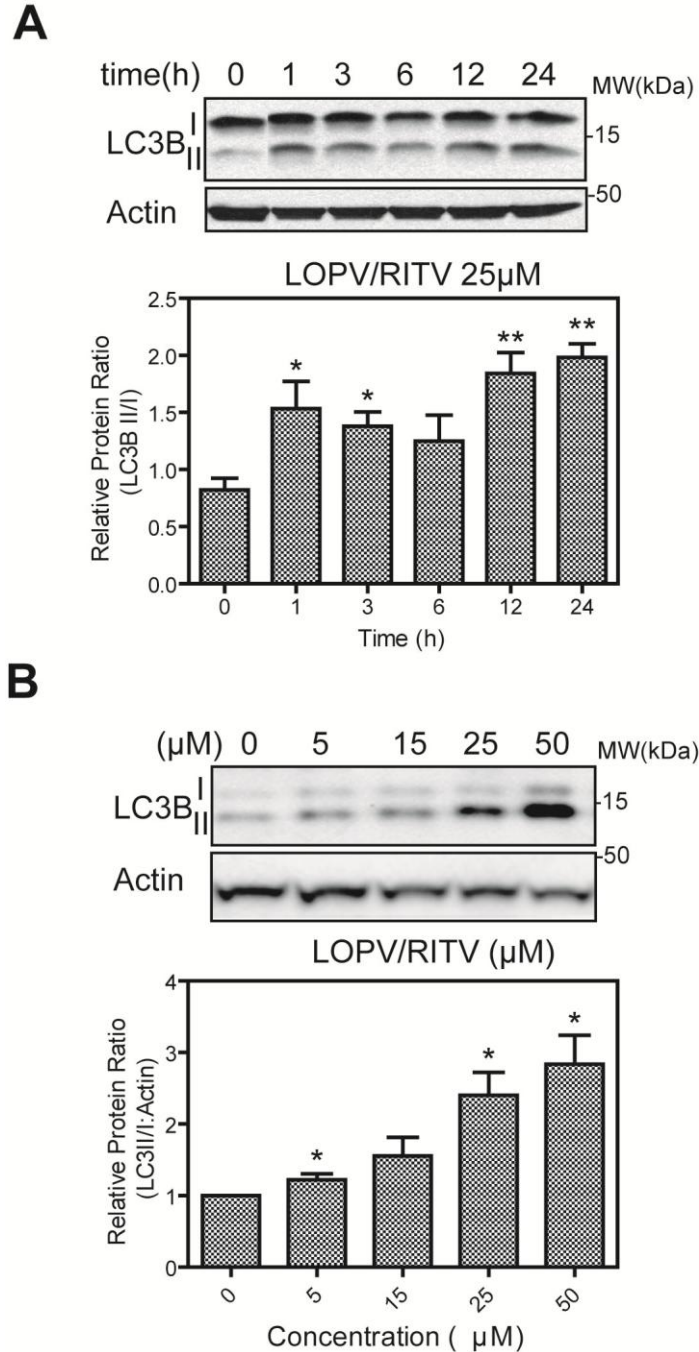 A
time(h) 0 1 3 6 12 24 MW(kDa)
I
LC3B
II
-15
-50
Actin
LOPV/RITV 25µM
Relative Protein Ratio
(LC3B II/I)
2.5
2.0
1.5
1.0
0.5
0.0
* * ** **
0 1 3 6 12 24
Time (h)
B
(µM) 0 5 15 25 50 MW(kDa)
I
LC3B
II
-15
-50
Actin
LOPV/RITV (µM)
Relative Protein Ratio
(LC3II/I:Actin)
4
3
2
1
0
* * *
0 5 15 25 50
Concentration ( µM)